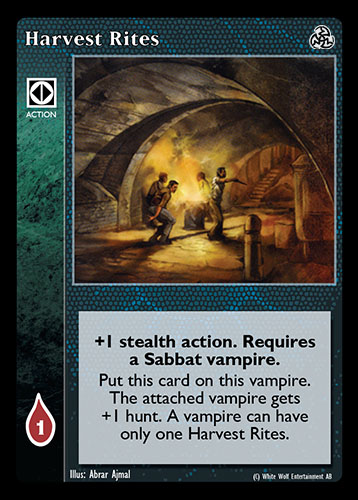 Harvest Rites
ACTION
+1 stealth action. Requires
a Sabbat vampire.
Put this card on this vampire.
The attached vampire gets
+1 hunt. A vampire can have
only one Harvest Rites.
1
Illus: Abrar Ajmal
(C) White Wolf Entertainment AB